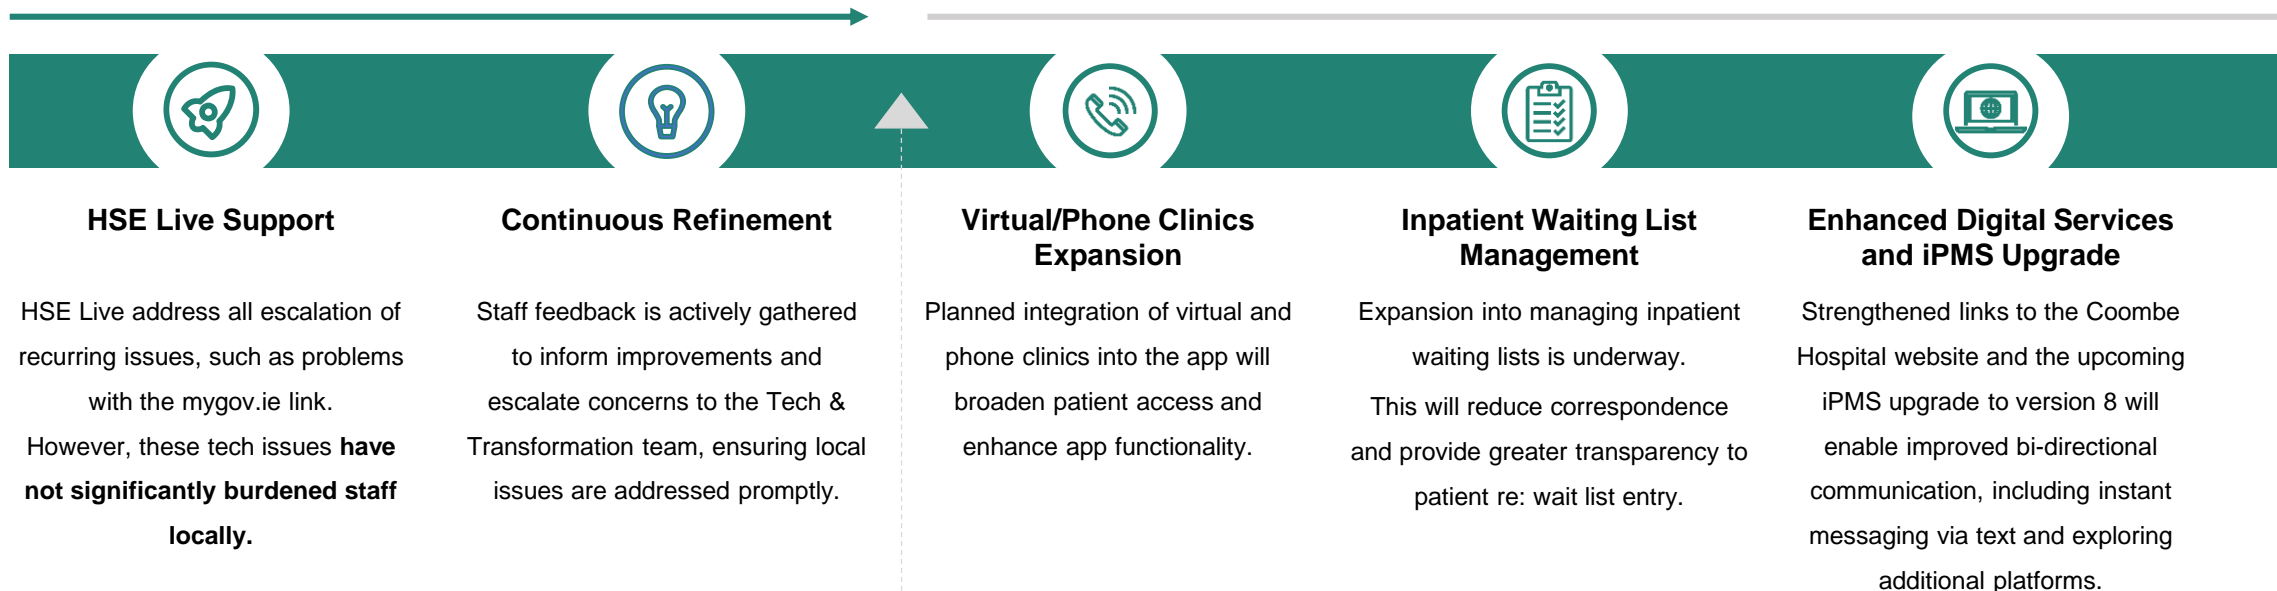 HSE Live Support
HSE Live address all escalation of
recurring issues, such as problems
with the mygov.ie link.
However, these tech issues have
not significantly burdened staff
locally.
Continuous Refinement
Staff feedback is actively gathered
to inform improvements and
escalate concerns to the Tech &
Transformation team, ensuring local
issues are addressed promptly.
Virtual/Phone Clinics
Expansion
Planned integration of virtual and
phone clinics into the app will
broaden patient access and
enhance app functionality.
Inpatient Waiting List
Management
Expansion into managing inpatient
waiting lists is underway.
This will reduce correspondence
and provide greater transparency to
patient re: wait list entry.
Enhanced Digital Services
and iPMS Upgrade
Strengthened links to the Coombe
Hospital website and the upcoming
iPMS upgrade to version 8 will
enable improved bi-directional
communication, including instant
messaging via text and exploring
additional platforms.